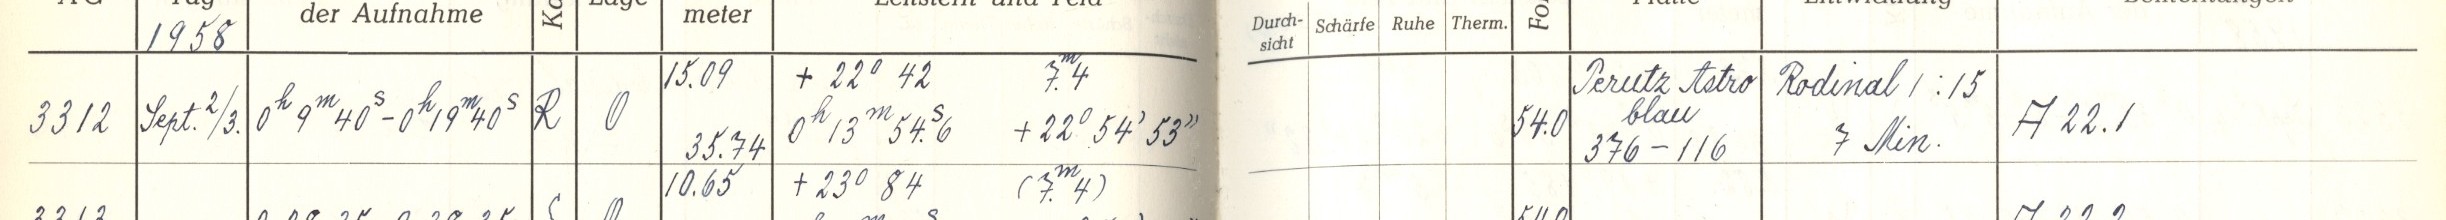 der Aufnahme
meter
1958
Durch-
sicht
Schärfe Ruhe Therm.
15.09 + 22° 42 7.ᵐ4
3312 Sept. 2/3. 0ʰ 9ᵐ 40ˢ - 0ʰ 19ᵐ 40ˢ R O 0ʰ 13ᵐ 54.ˢ6 + 22° 54' 53"
35.74
54.0 Perutz Astro
blau
376 - 116
Rodinal 1 : 15
7 Min.
A 22.1
10.65 + 23° 84 (7.ᵐ4)